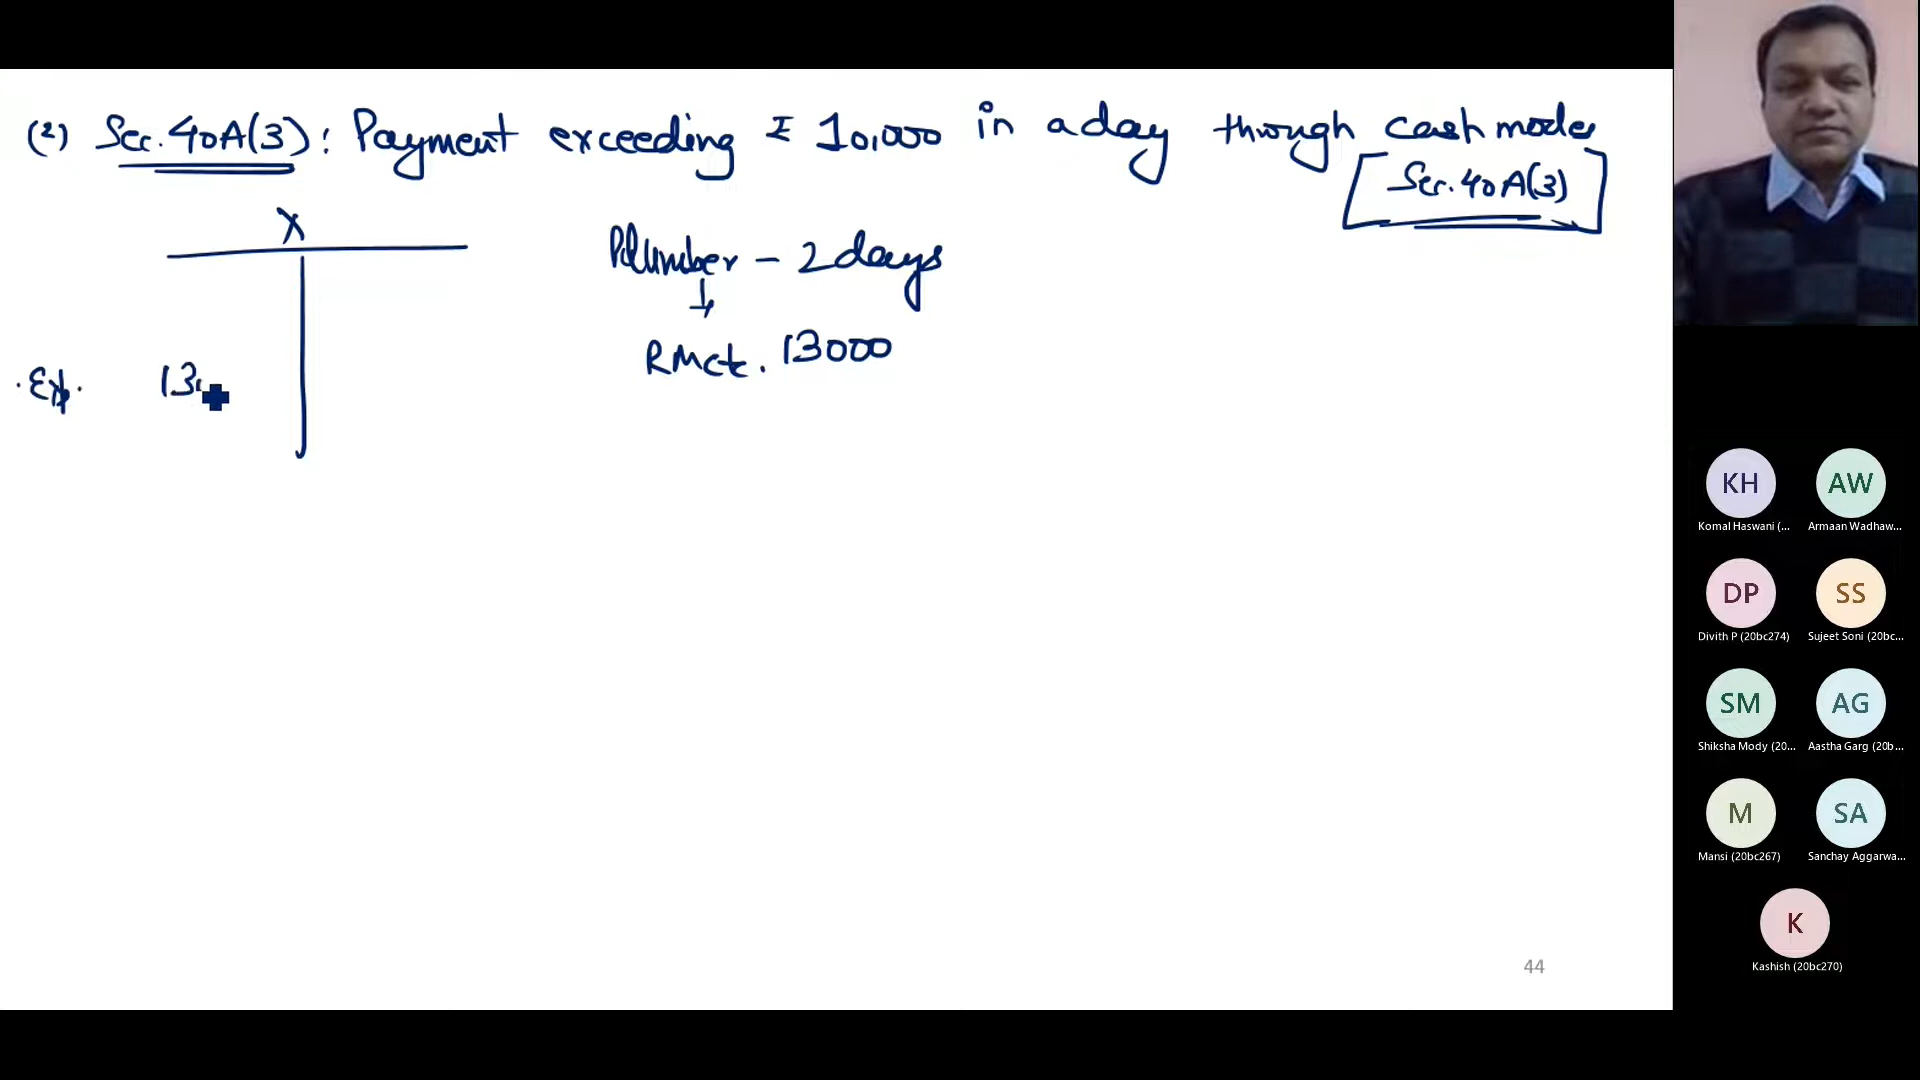 (2) Sec. 40A(3): Payment exceeding ₹ 10,000 in a day through cash mode
Sec. 40A(3)
X
Plumber - 2 days
RMct. 13000
Exp. 13
44
KH
AW
Komal Haswani (...
Armaan Wadhaw...
DP
SS
Divith P (20bc274)
Sujeet Soni (20bc...
SM
AG
Shiksha Mody (20...
Aastha Garg (20b...
M
SA
Mansi (20bc267)
Sanchay Aggarwa...
K
Kashish (20bc270)